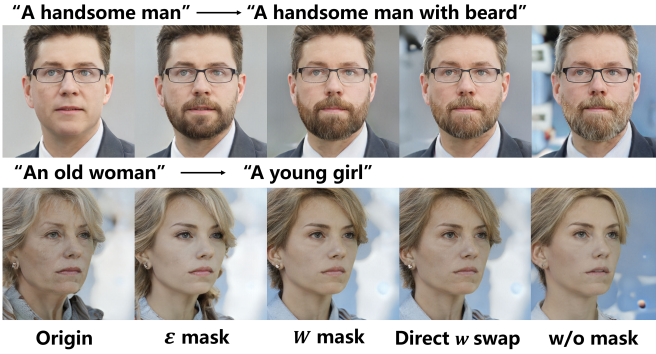 “A handsome man” → “A handsome man with beard”
“An old woman” → “A young girl”
Origin ε mask W mask Direct w swap w/o mask